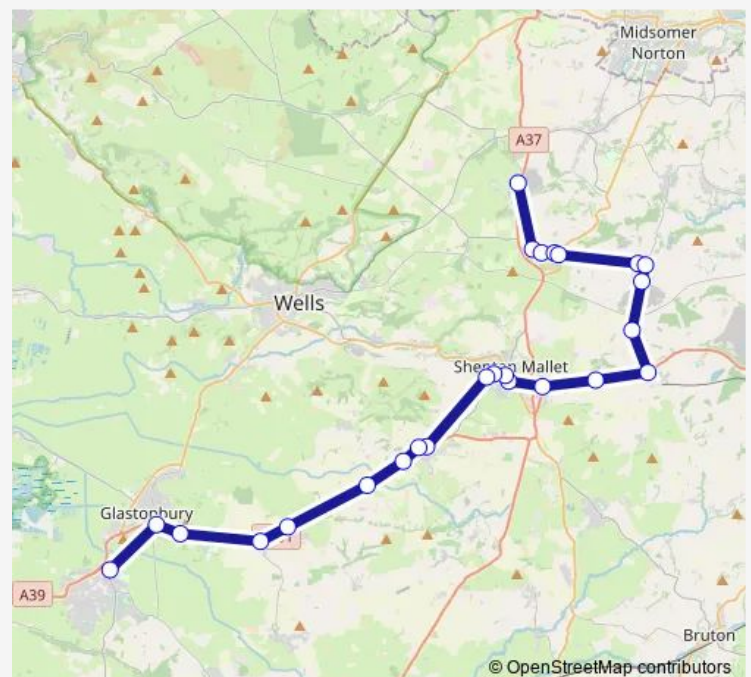 Midsomer
Norton
A37
Wells
Shepton Mallet
Glastonbury
A39
Bruton
© OpenStreetMap contributors